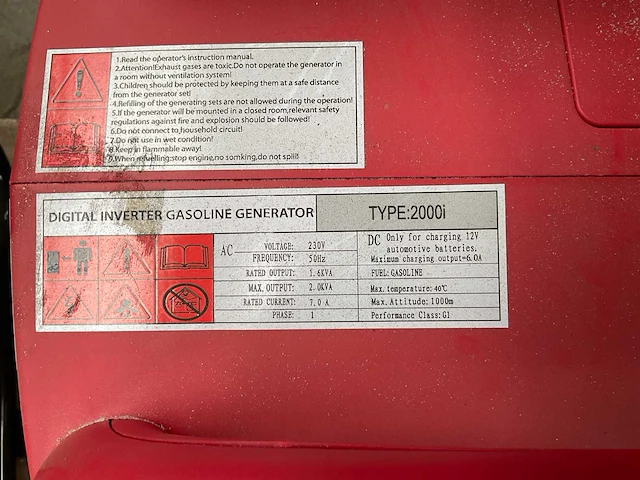 1.Read the operator's instruction manual.
2.Attention!Exhaust gases are toxic.Do not operate the generator in
a room without ventilation system!
3.Children should be protected by keeping them at a safe distance
from the generator set!
4.Refilling of the generating sets are not allowed during the operation!
5.If the generator will be mounted in a closed room,relevant safety
regulations against fire and explosion should be followed!
6.Do not connect to household circuit!
7.Do not use in wet condition!
8.Keep in flammable away!
9.When refuelling:stop engine,no somking,do not spill!
DIGITAL INVERTER GASOLINE GENERATOR
TYPE:2000i
AC
VOLTAGE: 230V
FREQUENCY: 50Hz
RATED OUTPUT: 1.6KVA
MAX. OUTPUT: 2.0KVA
RATED CURRENT: 7.0 A
PHASE: 1
DC Only for charging 12V
automotive batteries.
Maximum charging output=6.0A
FUEL: GASOLINE
Max. temperature: 40℃
Max. Attitude: 1000m
Performance Class: G1